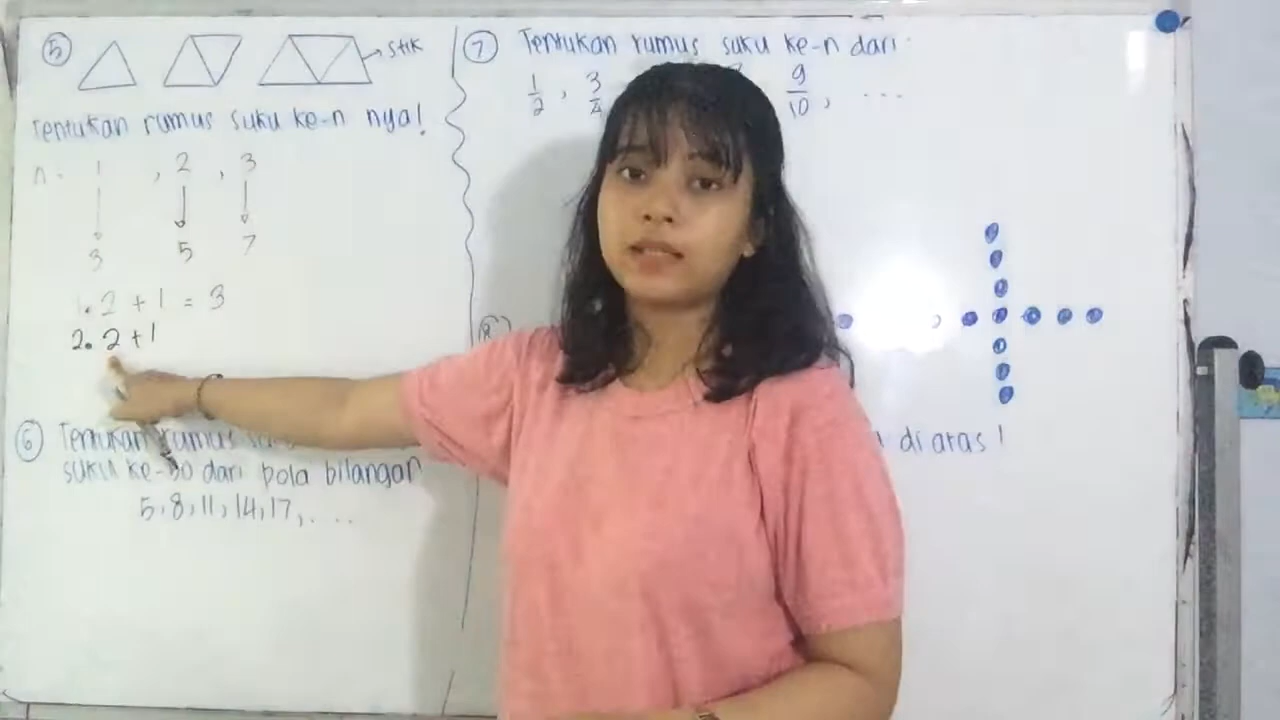 5
stik
Tentukan rumus suku ke-n nya!
n. 1 , 2 , 3
3 5 7
1. 2 + 1 = 3
2. 2 + 1
6 Tentukan rumus
suku ke-30 dari pola bilangan
5, 8, 11, 14, 17, ...
7 Tentukan rumus suku ke-n dari
1/2 , 3/4 9/10 , ....
8
di atas !